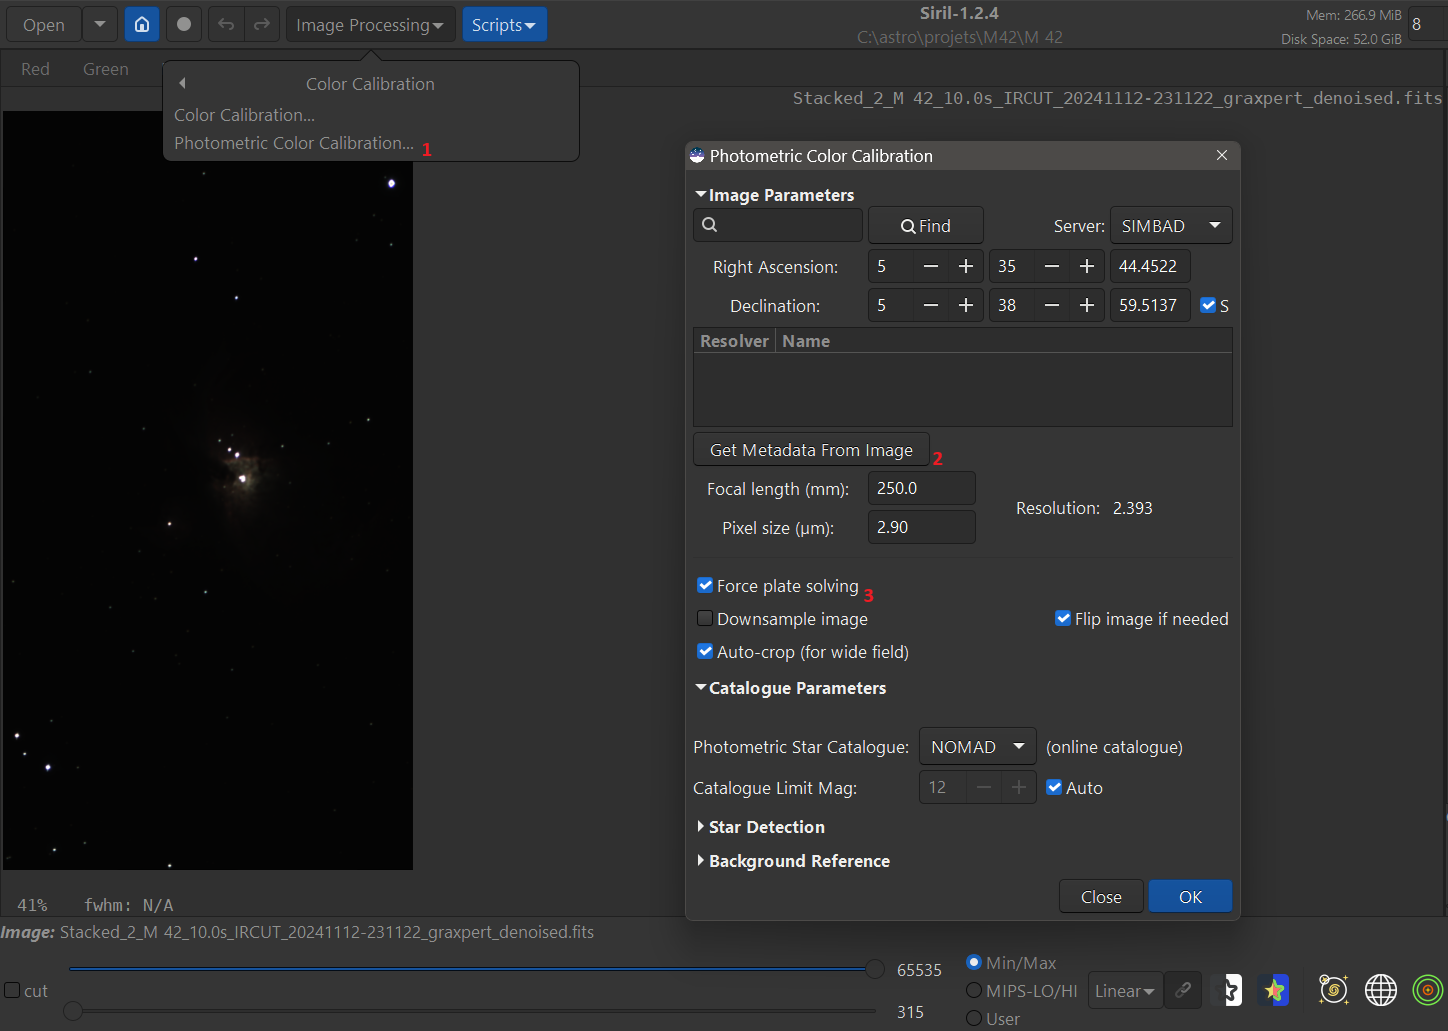 Open
Image Processing
Scripts
Siril-1.2.4
C:\astro\projets\M42\M 42
Mem: 266.9 MiB
Disk Space: 52.0 GiB
8
Red
Green
Color Calibration
Color Calibration...
Photometric Color Calibration...
1
Stacked_2_M 42_10.0s_IRCUT_20241112-231122_graxpert_denoised.fits
Photometric Color Calibration
Image Parameters
Find
Server:
SIMBAD
Right Ascension:
5
35
44.4522
Declination:
5
38
59.5137
S
Resolver
Name
Get Metadata From Image
2
Focal length (mm):
250.0
Pixel size (µm):
2.90
Resolution:
2.393
Force plate solving
3
Downsample image
Flip image if needed
Auto-crop (for wide field)
Catalogue Parameters
Photometric Star Catalogue:
NOMAD
(online catalogue)
Catalogue Limit Mag:
12
Auto
Star Detection
Background Reference
Close
OK
41%
fwhm: N/A
Image: Stacked_2_M 42_10.0s_IRCUT_20241112-231122_graxpert_denoised.fits
cut
65535
315
Min/Max
MIPS-LO/HI
User
Linear